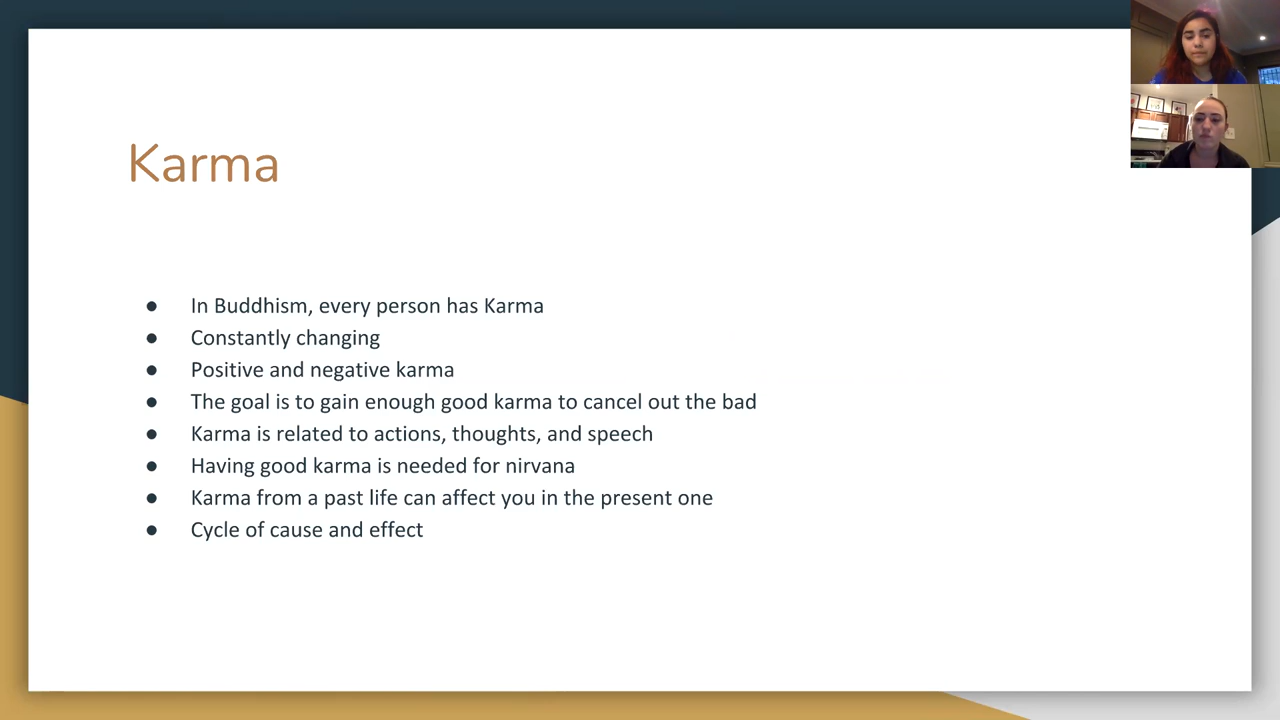 Karma
● In Buddhism, every person has Karma
● Constantly changing
● Positive and negative karma
● The goal is to gain enough good karma to cancel out the bad
● Karma is related to actions, thoughts, and speech
● Having good karma is needed for nirvana
● Karma from a past life can affect you in the present one
● Cycle of cause and effect